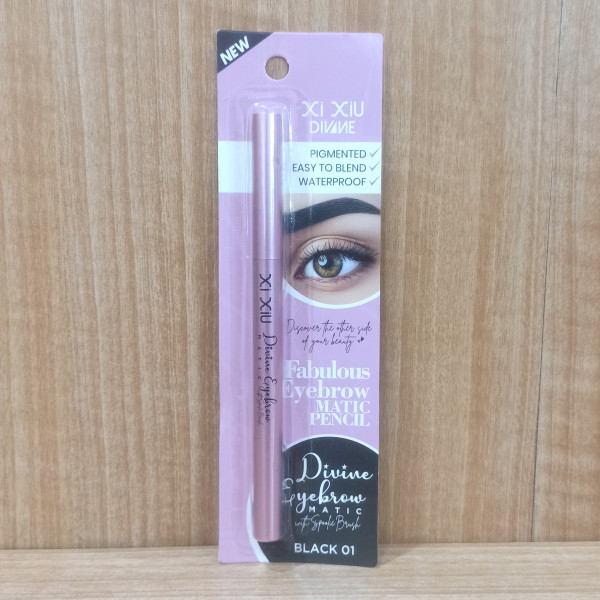 NEW
XI XIU
DIVINE
PIGMENTED ✓
EASY TO BLEND ✓
WATERPROOF ✓
Discover the other side
of your beauty
Fabulous
Eyebrow
MATIC
PENCIL
Divine
Eyebrow
MATIC
with Spoolie Brush
BLACK 01
XI XIU Divine Eyebrow
MATIC